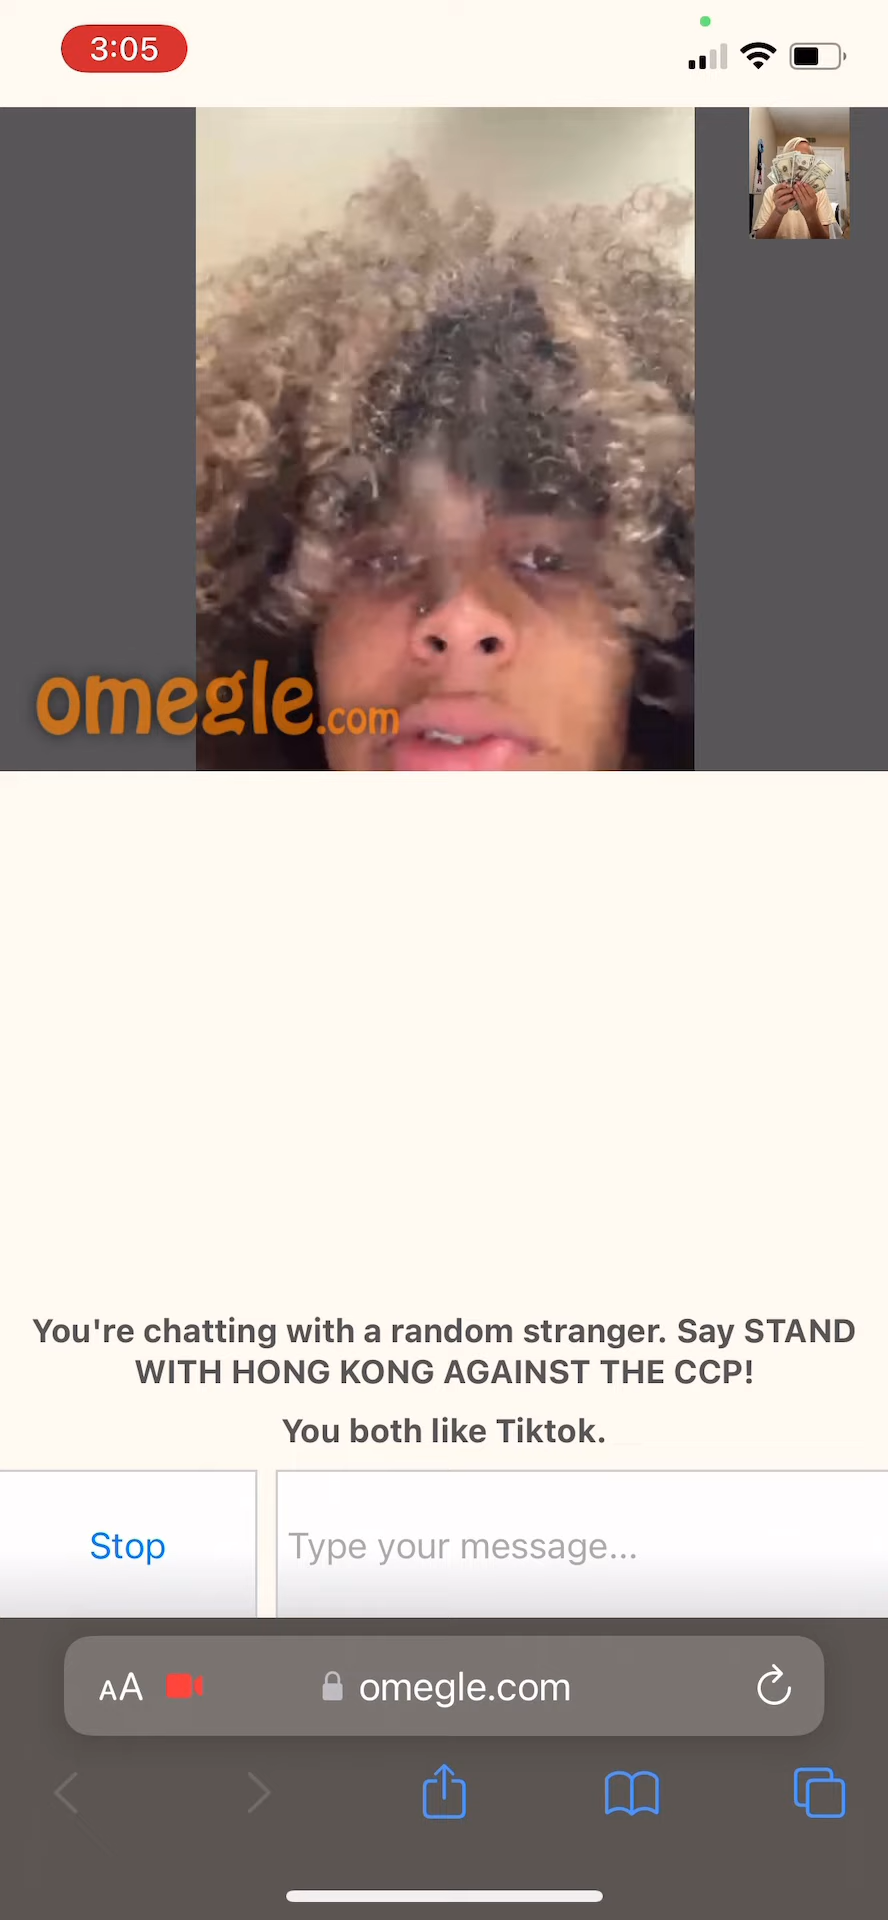 3:05
omegle.com
You're chatting with a random stranger. Say STAND
WITH HONG KONG AGAINST THE CCP!
You both like Tiktok.
Stop
Type your message...
AA
omegle.com